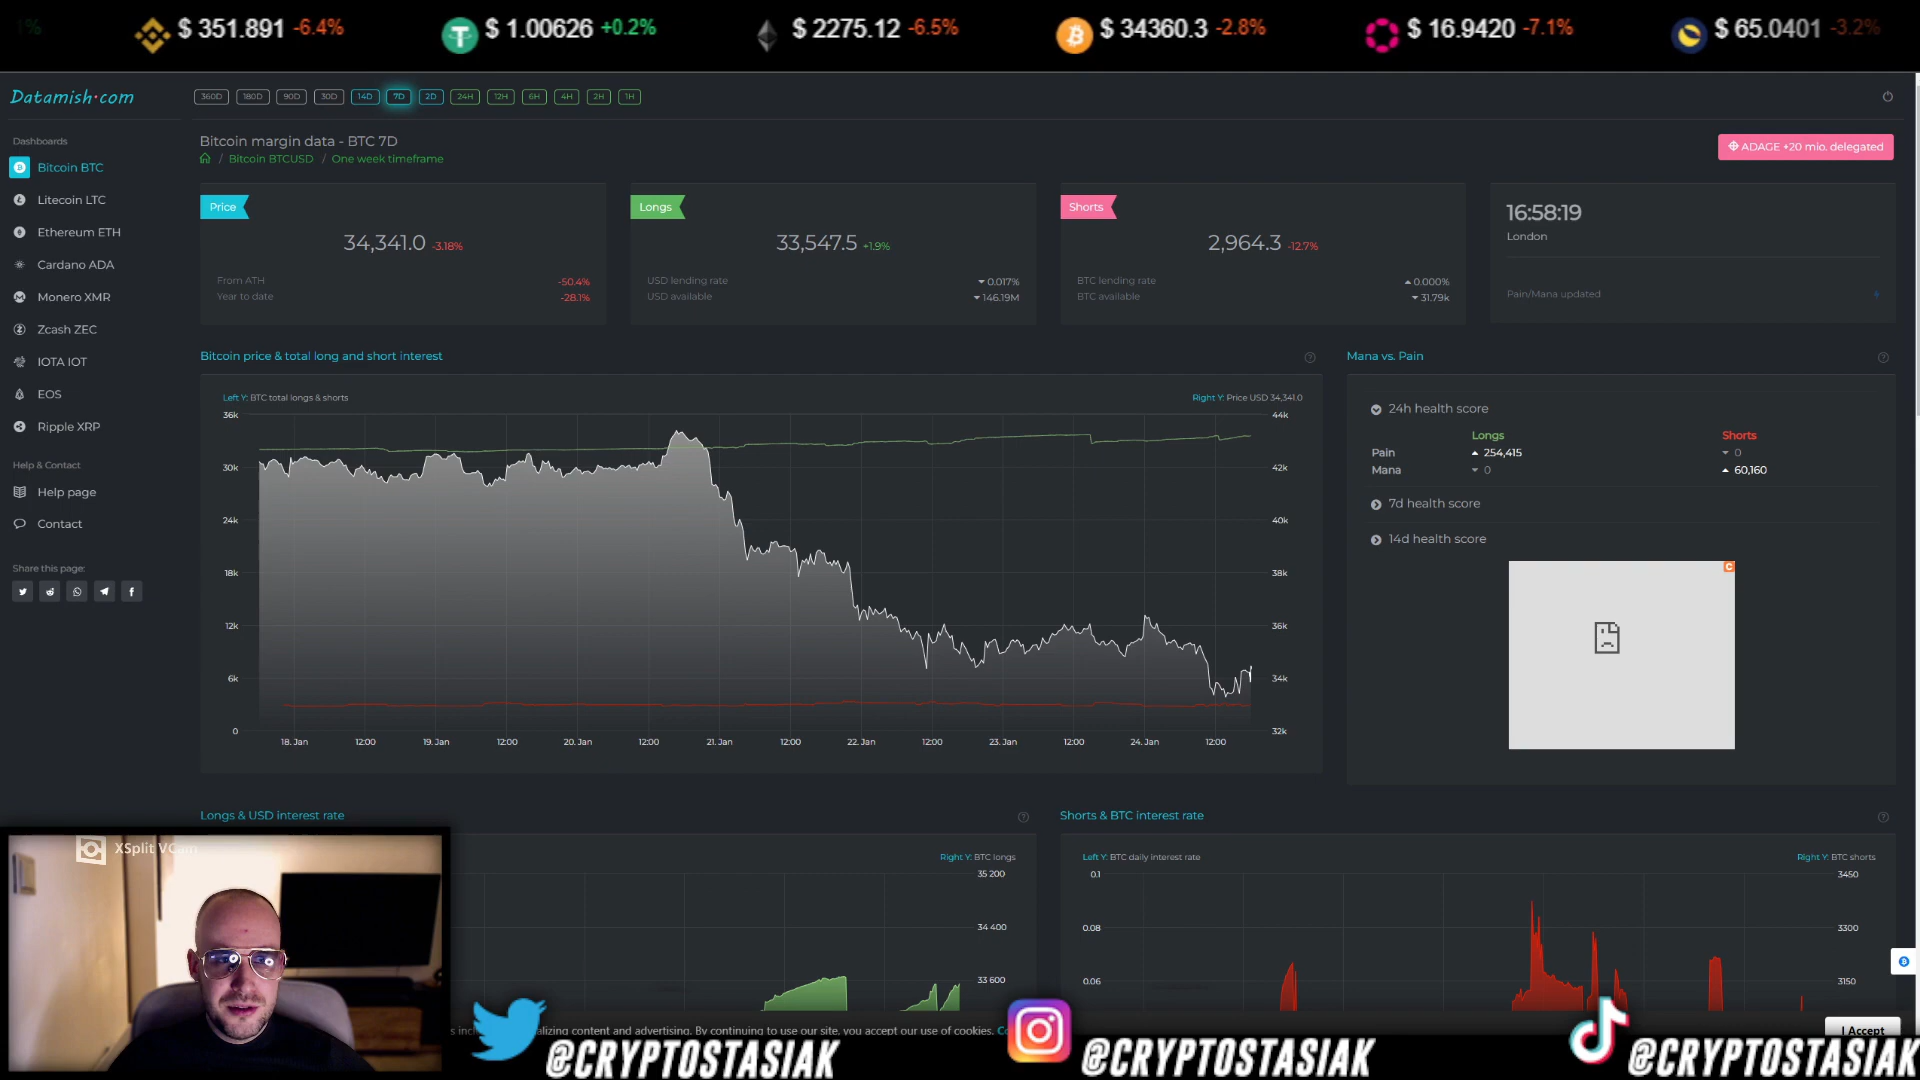 1%
$ 351.891 -6.4%
$ 1.00626 +0.2%
$ 2275.12 -6.5%
$ 34360.3 -2.8%
$ 16.9420 -7.1%
$ 65.0401 -3.2%
Datamish·com
360D 180D 90D 30D 14D 7D 2D 24H 12H 6H 4H 2H 1H
Dashboards
Bitcoin BTC
Litecoin LTC
Ethereum ETH
Cardano ADA
Monero XMR
Zcash ZEC
IOTA IOT
EOS
Ripple XRP
Help & Contact
Help page
Contact
Share this page:
Bitcoin margin data - BTC 7D
/ Bitcoin BTCUSD / One week timeframe
ADAGE +20 mio. delegated
Price
34,341.0 -3.18%
From ATH -50.4%
Year to date -28.1%
Longs
33,547.5 +1.9%
USD lending rate 0.017%
USD available 146.19M
Shorts
2,964.3 -12.7%
BTC lending rate 0.000%
BTC available 31.79k
16:58:19
London
Pain/Mana updated
Bitcoin price & total long and short interest
Left Y: BTC total longs & shorts
Right Y: Price USD 34,341.0
36k
30k
24k
18k
12k
6k
0
44k
42k
40k
38k
36k
34k
32k
18. Jan 12:00 19. Jan 12:00 20. Jan 12:00 21. Jan 12:00 22. Jan 12:00 23. Jan 12:00 24. Jan 12:00
Mana vs. Pain
24h health score
Longs Shorts
Pain 254,415 0
Mana 0 60,160
7d health score
14d health score
C
Longs & USD interest rate
Right Y: BTC longs
35 200
34 400
33 600
Shorts & BTC interest rate
Left Y: BTC daily interest rate
Right Y: BTC shorts
0.1
0.08
0.06
3450
3300
3150
XSplit VCam
alizing content and advertising. By continuing to use our site, you accept our use of cookies.
I Accept
@CRYPTOSTASIAK
@CRYPTOSTASIAK
@CRYPTOSTASIAK